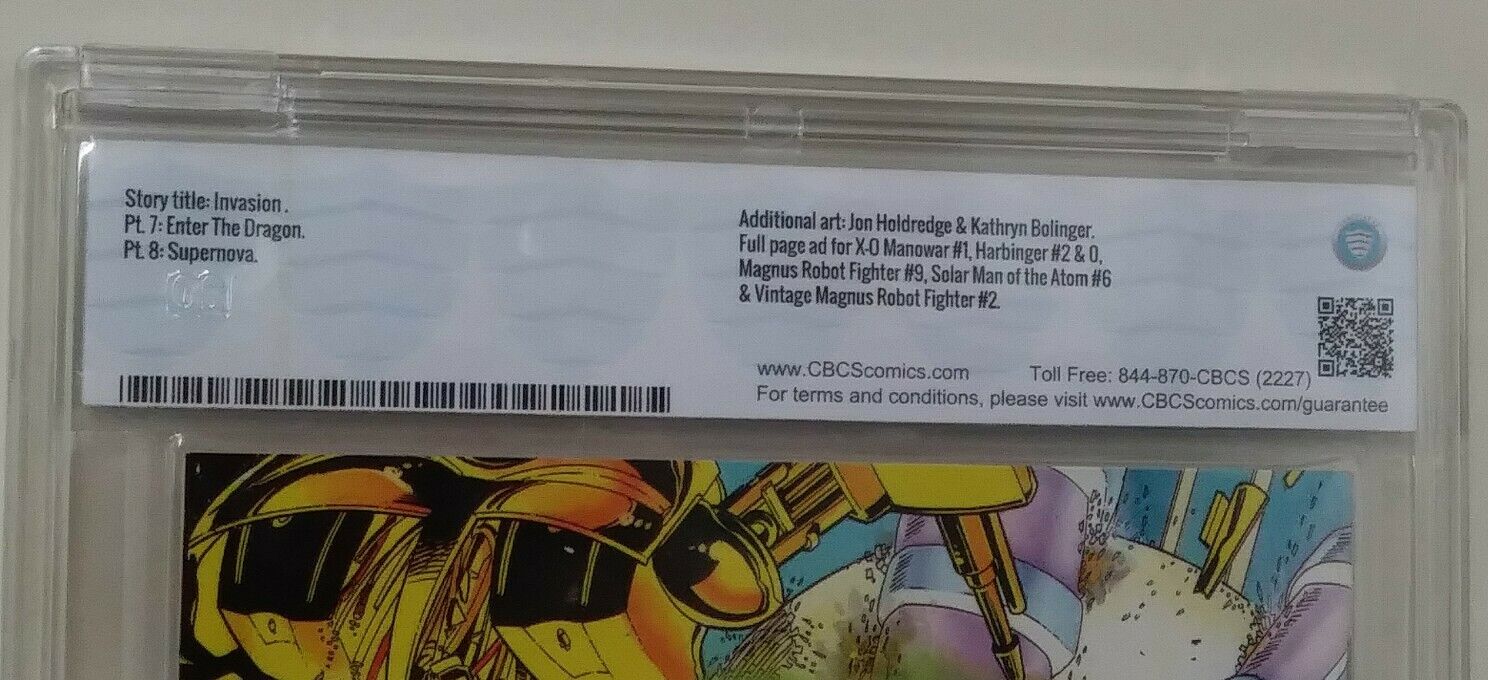 Story title: Invasion.
Pt. 7: Enter The Dragon.
Pt. 8: Supernova.
Additional art: Jon Holdredge & Kathryn Bolinger.
Full page ad for X-O Manowar #1, Harbinger #2 & 0,
Magnus Robot Fighter #9, Solar Man of the Atom #6
& Vintage Magnus Robot Fighter #2.
www.CBCScomics.com
Toll Free: 844-870-CBCS (2227)
For terms and conditions, please visit www.CBCScomics.com/guarantee